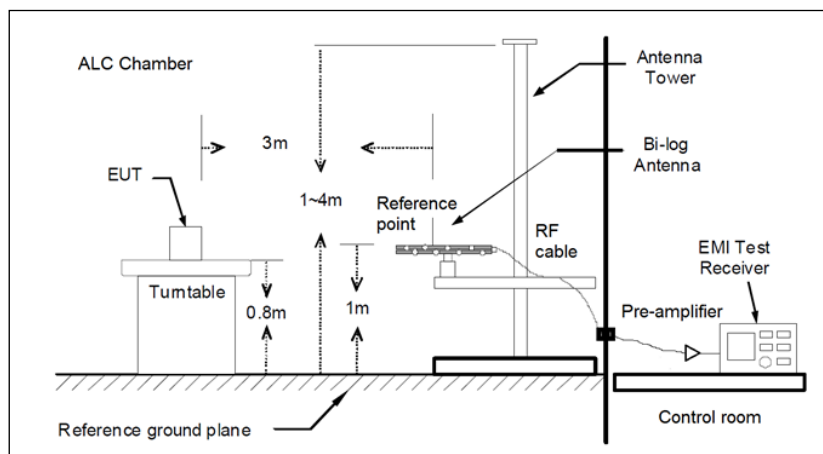 ALC Chamber
Antenna
Tower
3m
Bi-log
Antenna
EUT
1~4m
Reference
point
RF
cable
EMI Test
Receiver
Turntable
0.8m
1m
Pre-amplifier
Reference ground plane
Control room